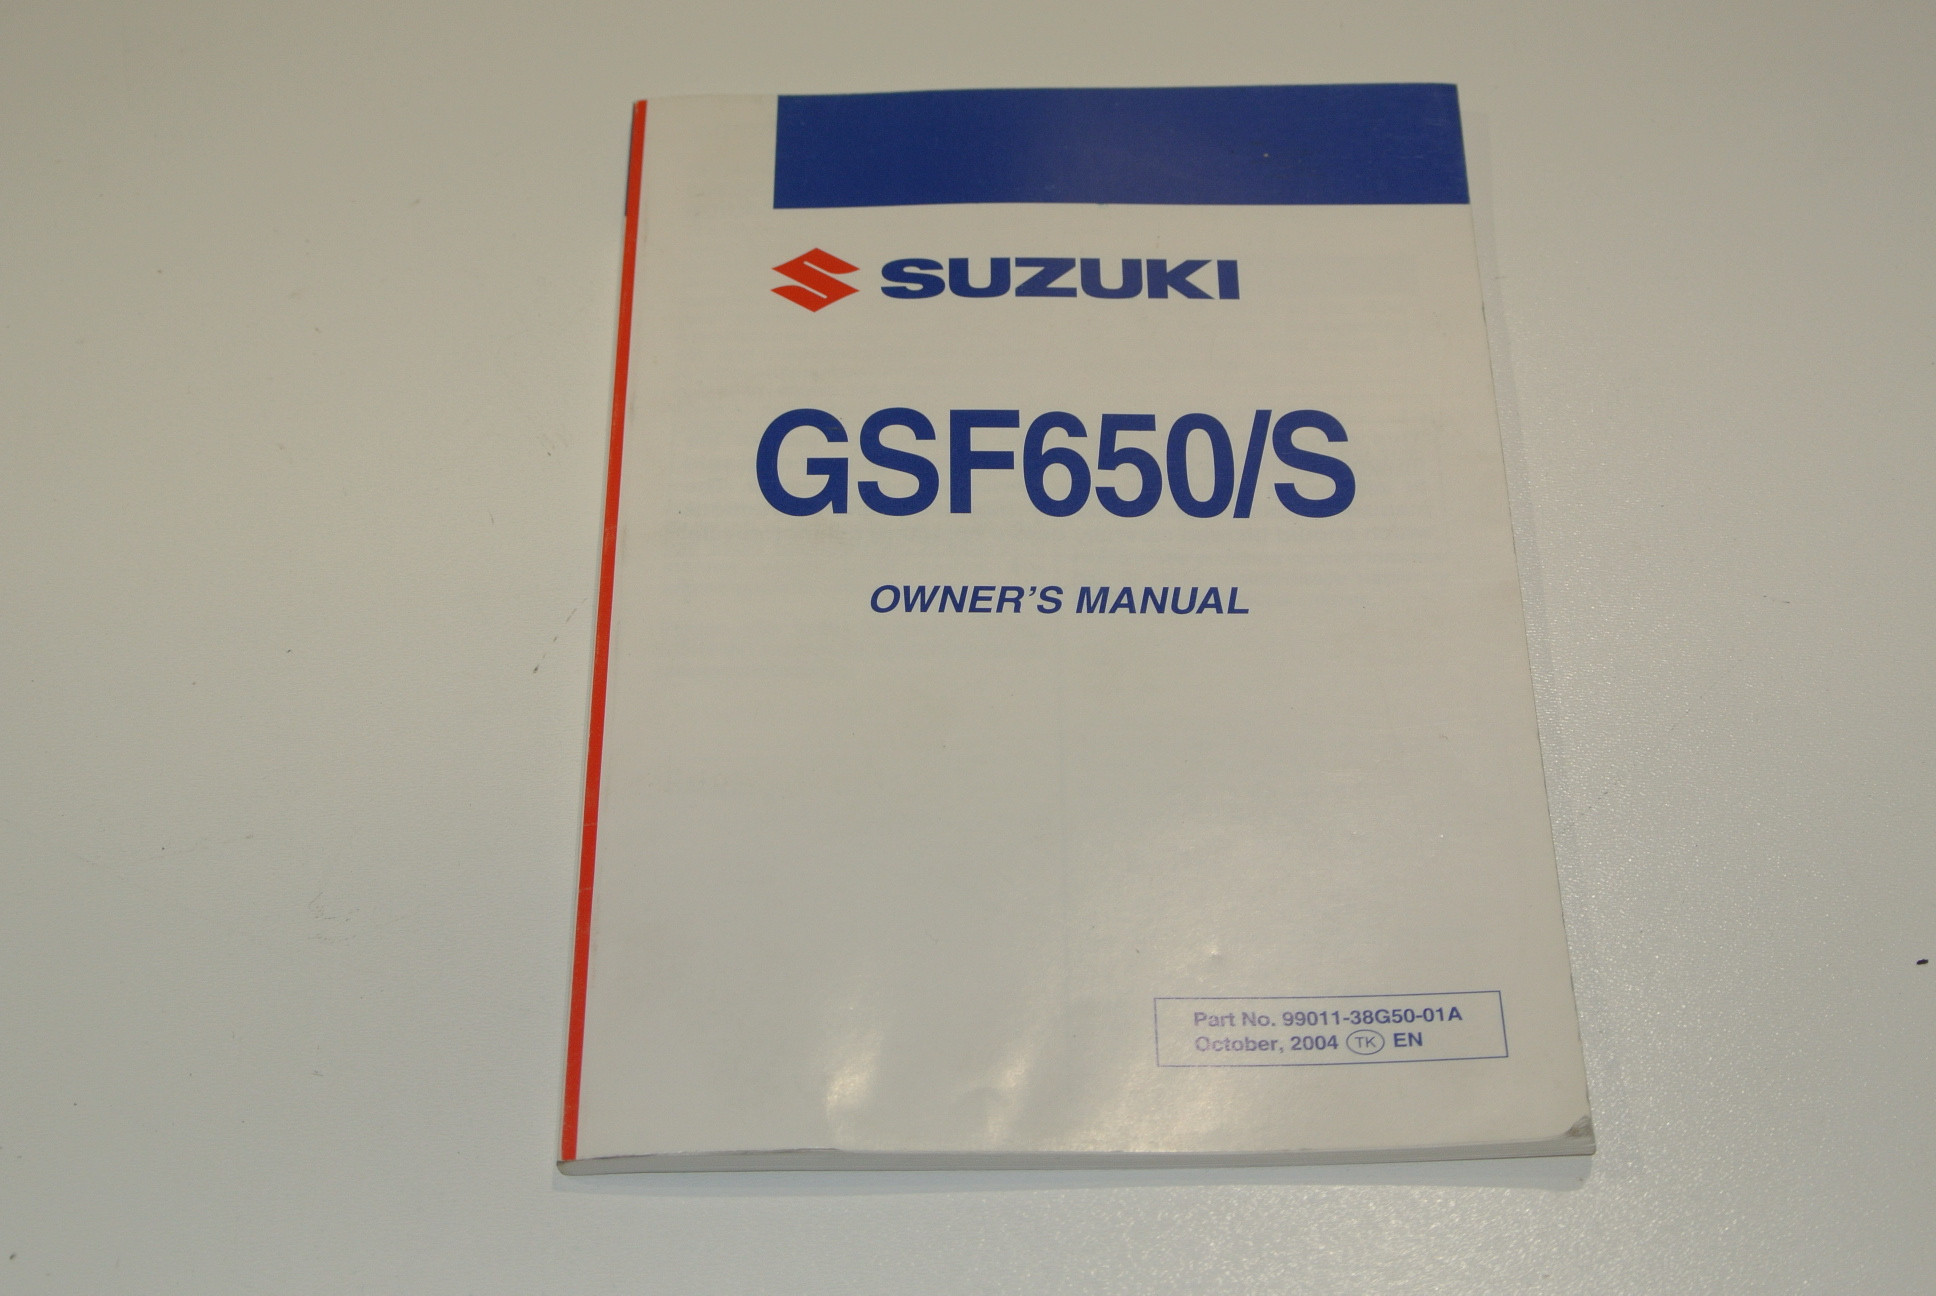 SUZUKI
GSF650/S
OWNER'S MANUAL
Part No. 99011-38G50-01A
October, 2004 TK EN